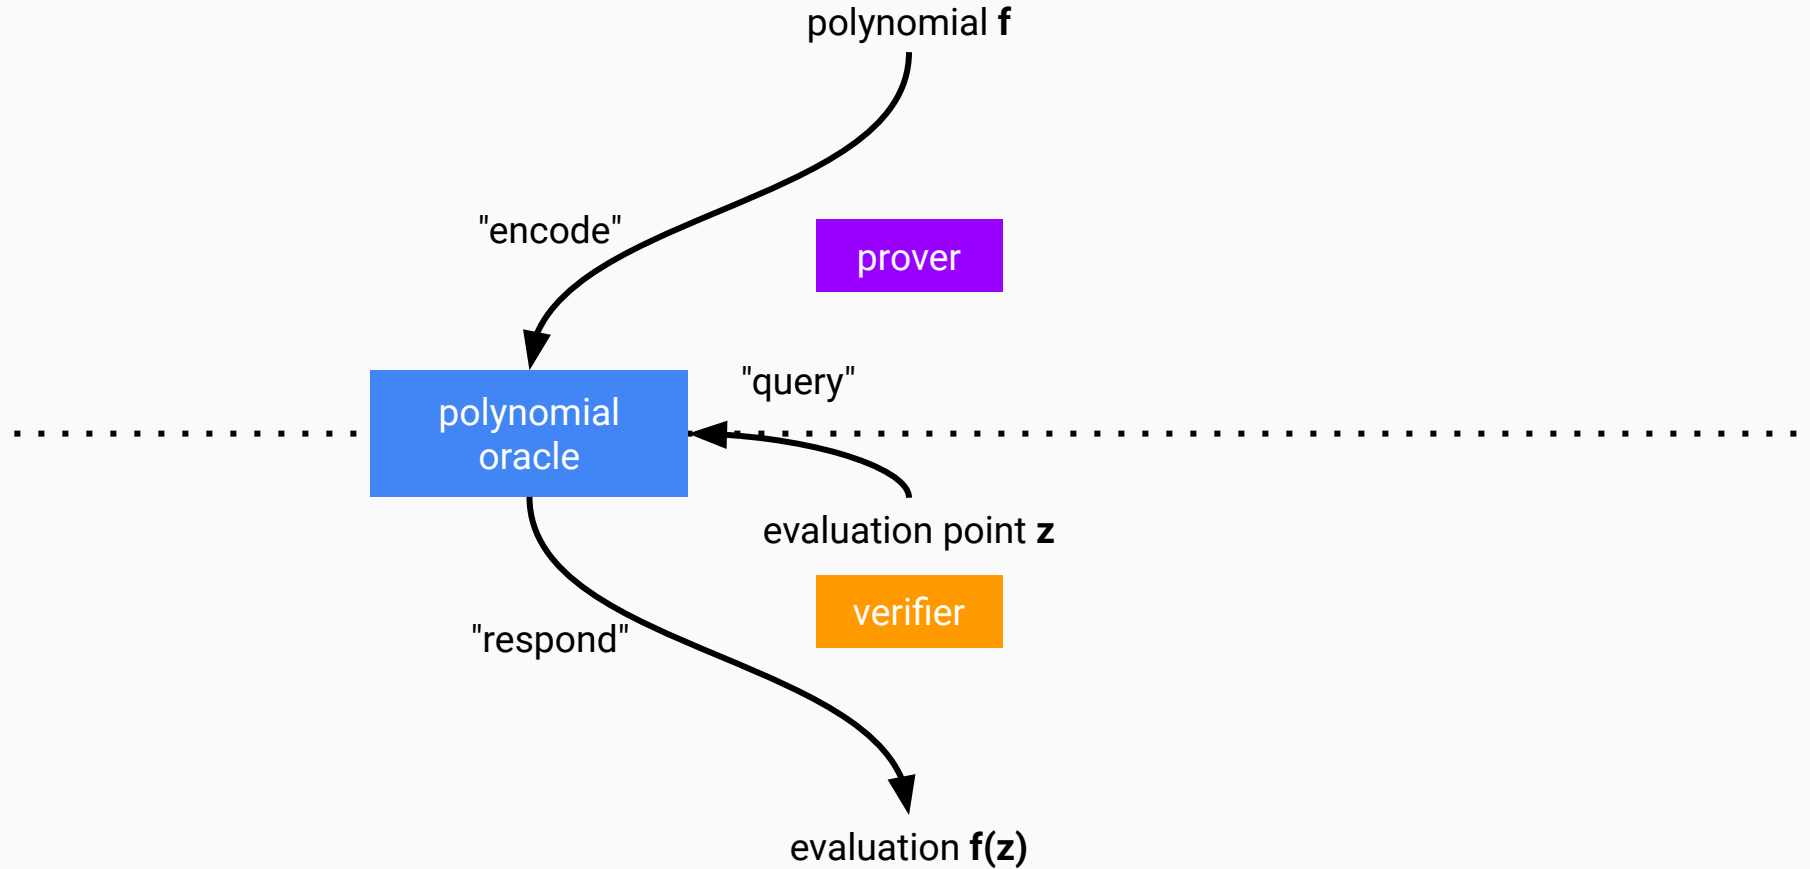 polynomial f
"encode"
prover
"query"
polynomial
oracle
evaluation point z
verifier
"respond"
evaluation f(z)